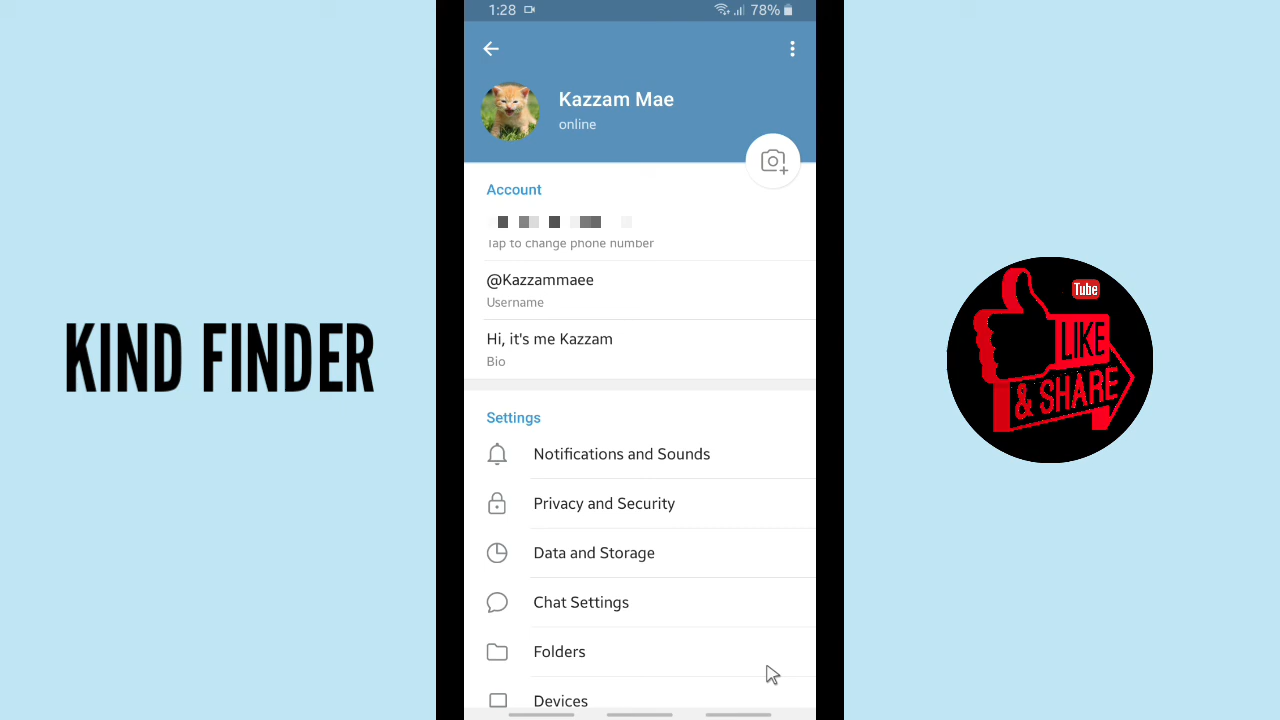 1:28
78%
Kazzam Mae
online
KIND FINDER
Account
Tap to change phone number
@Kazzammaee
Username
Hi, it's me Kazzam
Bio
Settings
Notifications and Sounds
Privacy and Security
Data and Storage
Chat Settings
Folders
Devices
Tube
LIKE
& SHARE